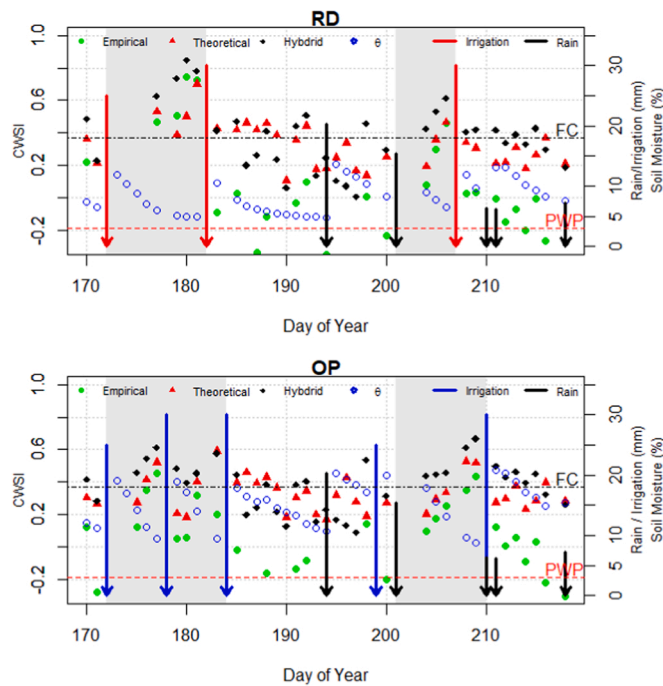 RD
Empirical Theoretical Hybdrid θ Irrigation Rain
1.0
0.6
0.2
-0.2
CWSI
30
25
20
15
10
5
0
Rain/Irrigation (mm)
Soil Moisture (%)
FC
PWP
170 180 190 200 210
Day of Year
OP
Empirical Theoretical Hybdrid θ Irrigation Rain
1.0
0.6
0.2
-0.2
CWSI
30
25
20
15
10
5
0
Rain / Irrigation (mm)
Soil Moisture (%)
FC
PWP
170 180 190 200 210
Day of Year